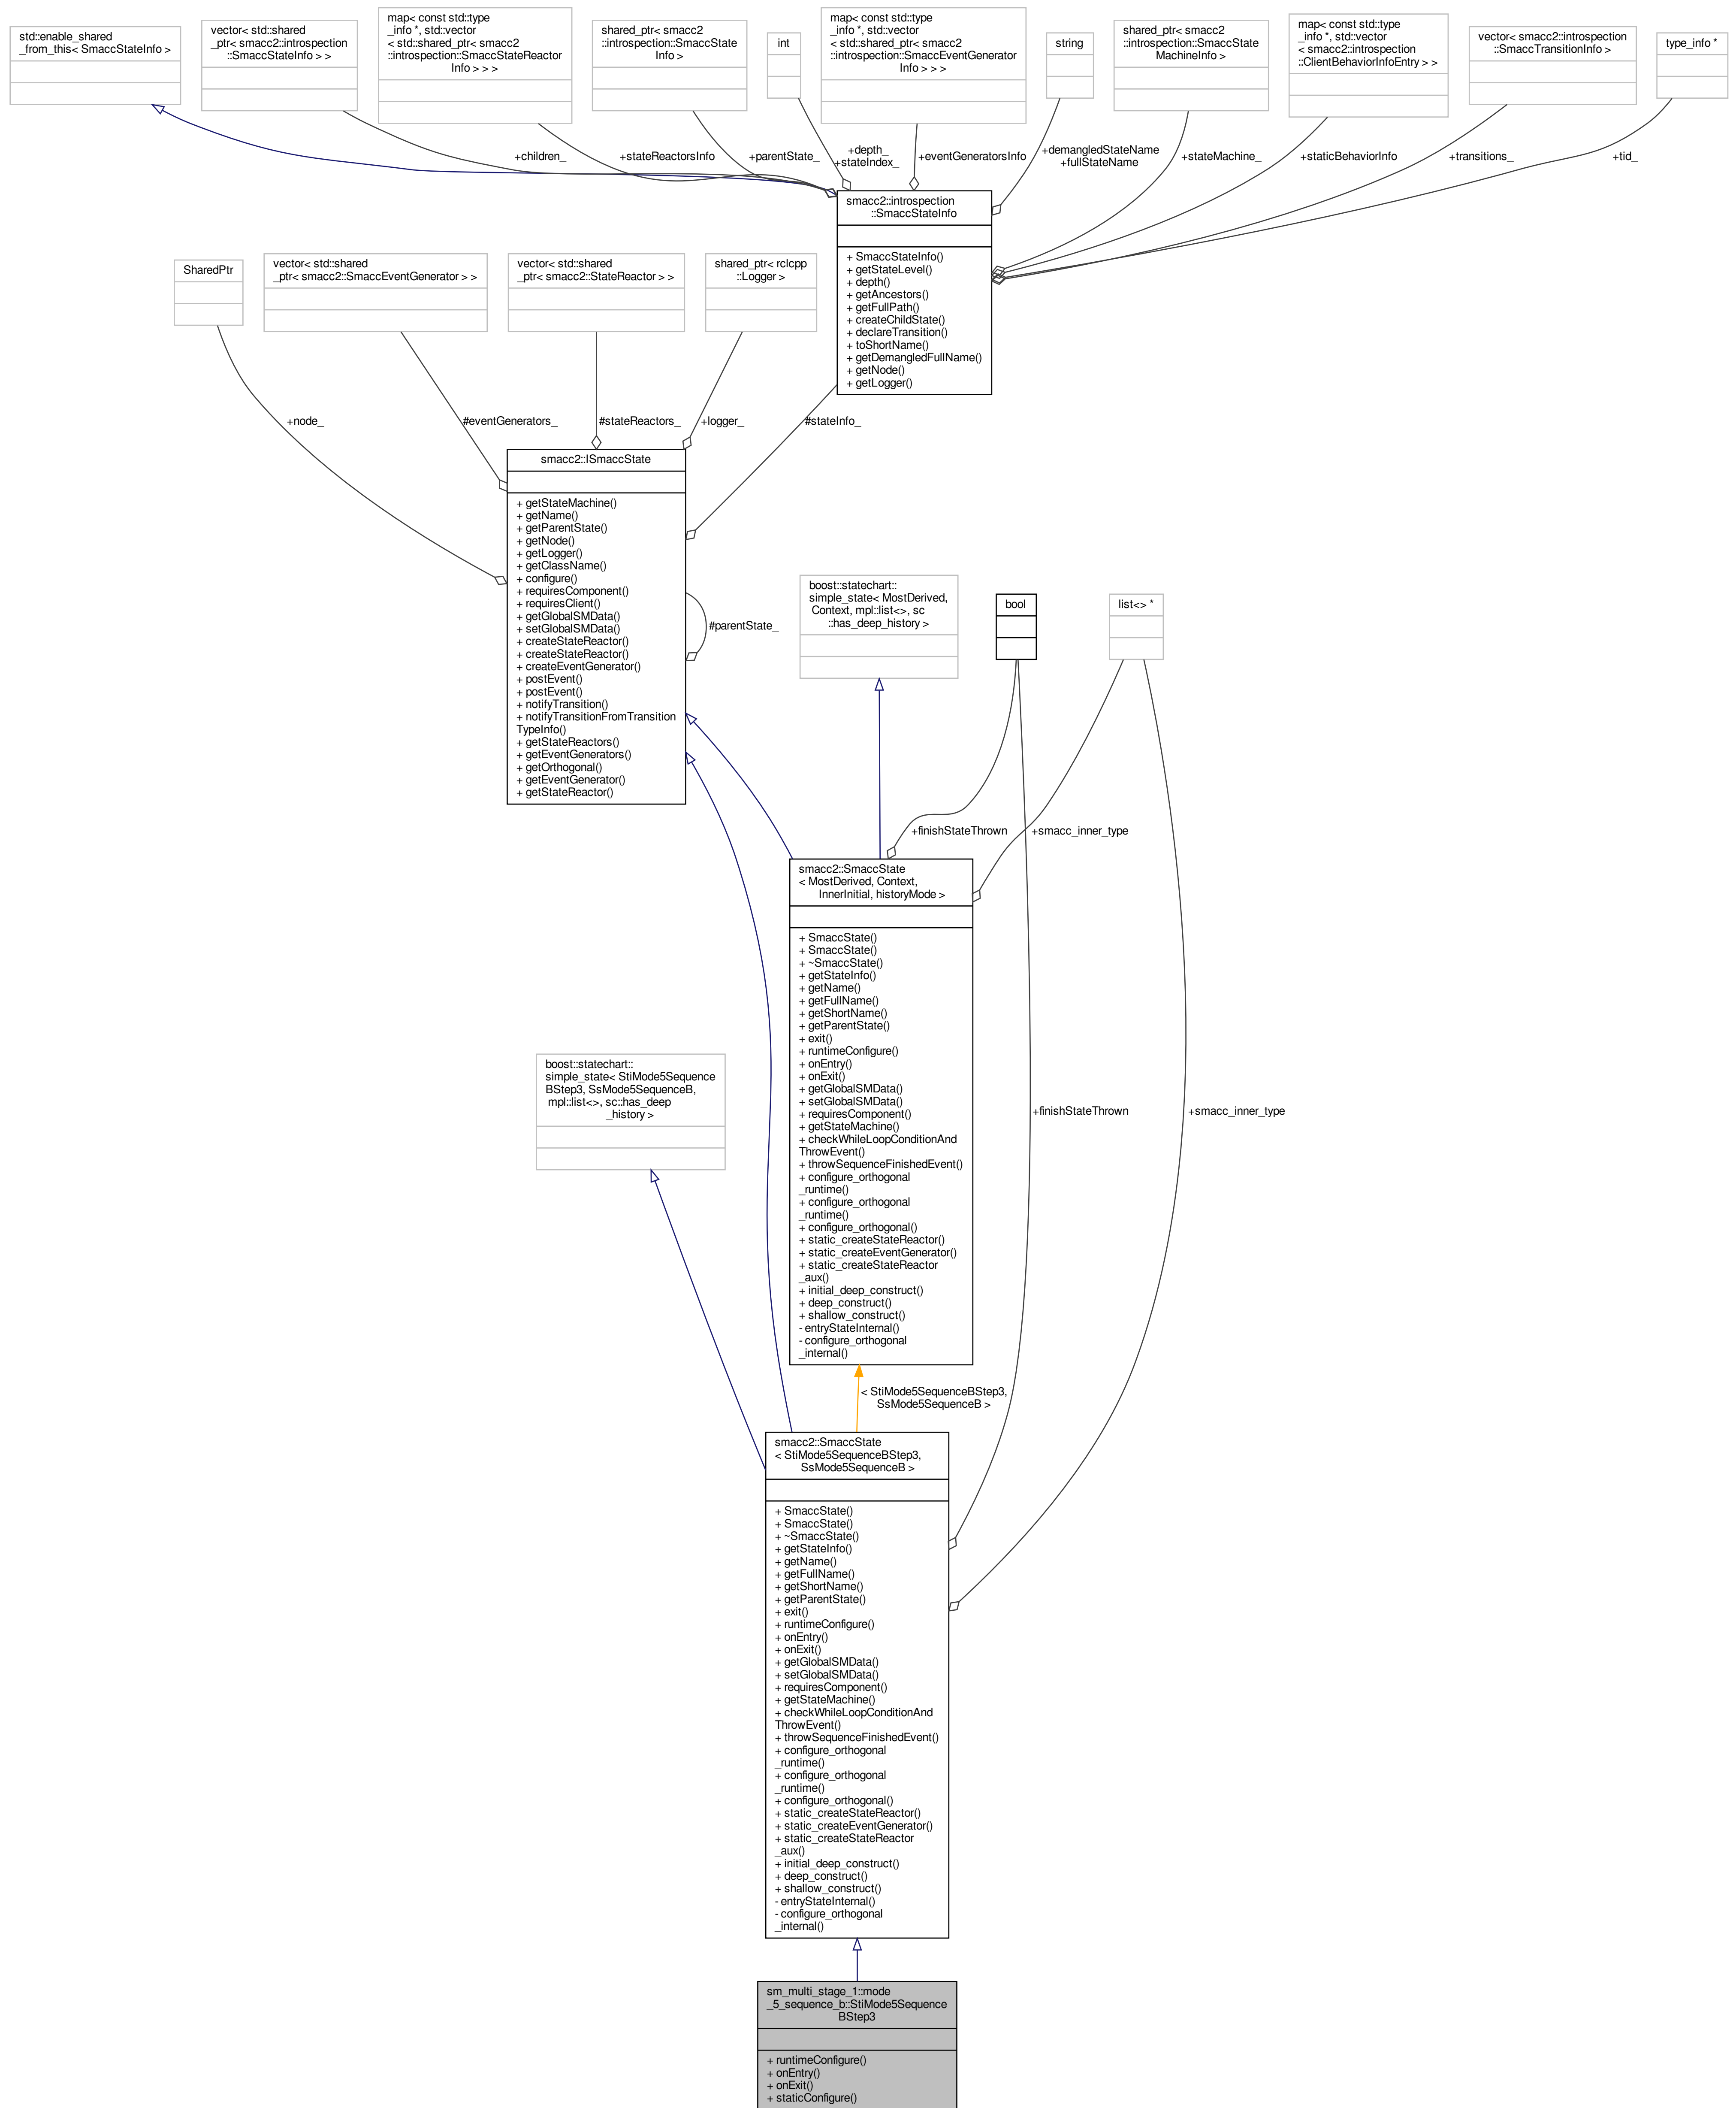 std::enable_shared
_from_this< SmaccStateInfo >
vector< std::shared
_ptr< smacc2::introspection
::SmaccStateInfo > >
map< const std::type
_info *, std::vector
< std::shared_ptr< smacc2
::introspection::SmaccStateReactor
Info > > >
shared_ptr< smacc2
::introspection::SmaccState
Info >
int
map< const std::type
_info *, std::vector
< std::shared_ptr< smacc2
::introspection::SmaccEventGenerator
Info > > >
string
shared_ptr< smacc2
::introspection::SmaccState
MachineInfo >
map< const std::type
_info *, std::vector
< smacc2::introspection
::ClientBehaviorInfoEntry > >
vector< smacc2::introspection
::SmaccTransitionInfo >
type_info *
+children_
+stateReactorsInfo
+parentState_
+depth_
+stateIndex_
+eventGeneratorsInfo
+demangledStateName
+fullStateName
+stateMachine_
+staticBehaviorInfo
+transitions_
+tid_
smacc2::introspection
::SmaccStateInfo
+ SmaccStateInfo()
+ getStateLevel()
+ depth()
+ getAncestors()
+ getFullPath()
+ createChildState()
+ declareTransition()
+ toShortName()
+ getDemangledFullName()
+ getNode()
+ getLogger()
SharedPtr
vector< std::shared
_ptr< smacc2::SmaccEventGenerator > >
vector< std::shared
_ptr< smacc2::StateReactor > >
shared_ptr< rclcpp
::Logger >
+node_
#eventGenerators_
#stateReactors_
+logger_
#stateInfo_
smacc2::ISmaccState
+ getStateMachine()
+ getName()
+ getParentState()
+ getNode()
+ getLogger()
+ getClassName()
+ configure()
+ requiresComponent()
+ requiresClient()
+ getGlobalSMData()
+ setGlobalSMData()
+ createStateReactor()
+ createStateReactor()
+ createEventGenerator()
+ postEvent()
+ postEvent()
+ notifyTransition()
+ notifyTransitionFromTransition
TypeInfo()
+ getStateReactors()
+ getEventGenerators()
+ getOrthogonal()
+ getEventGenerator()
+ getStateReactor()
#parentState_
boost::statechart::
simple_state< MostDerived,
Context, mpl::list<>, sc
::has_deep_history >
bool
list<> *
+finishStateThrown
+smacc_inner_type
smacc2::SmaccState
< MostDerived, Context,
InnerInitial, historyMode >
+ SmaccState()
+ SmaccState()
+ ~SmaccState()
+ getStateInfo()
+ getName()
+ getFullName()
+ getShortName()
+ getParentState()
+ exit()
+ runtimeConfigure()
+ onEntry()
+ onExit()
+ getGlobalSMData()
+ setGlobalSMData()
+ requiresComponent()
+ getStateMachine()
+ checkWhileLoopConditionAnd
ThrowEvent()
+ throwSequenceFinishedEvent()
+ configure_orthogonal
_runtime()
+ configure_orthogonal
_runtime()
+ configure_orthogonal()
+ static_createStateReactor()
+ static_createEventGenerator()
+ static_createStateReactor
_aux()
+ initial_deep_construct()
+ deep_construct()
+ shallow_construct()
- entryStateInternal()
- configure_orthogonal
_internal()
boost::statechart::
simple_state< StiMode5Sequence
BStep3, SsMode5SequenceB,
mpl::list<>, sc::has_deep
_history >
+finishStateThrown
+smacc_inner_type
< StiMode5SequenceBStep3,
SsMode5SequenceB >
smacc2::SmaccState
< StiMode5SequenceBStep3,
SsMode5SequenceB >
+ SmaccState()
+ SmaccState()
+ ~SmaccState()
+ getStateInfo()
+ getName()
+ getFullName()
+ getShortName()
+ getParentState()
+ exit()
+ runtimeConfigure()
+ onEntry()
+ onExit()
+ getGlobalSMData()
+ setGlobalSMData()
+ requiresComponent()
+ getStateMachine()
+ checkWhileLoopConditionAnd
ThrowEvent()
+ throwSequenceFinishedEvent()
+ configure_orthogonal
_runtime()
+ configure_orthogonal
_runtime()
+ configure_orthogonal()
+ static_createStateReactor()
+ static_createEventGenerator()
+ static_createStateReactor
_aux()
+ initial_deep_construct()
+ deep_construct()
+ shallow_construct()
- entryStateInternal()
- configure_orthogonal
_internal()
sm_multi_stage_1::mode
_5_sequence_b::StiMode5Sequence
BStep3
+ runtimeConfigure()
+ onEntry()
+ onExit()
+ staticConfigure()